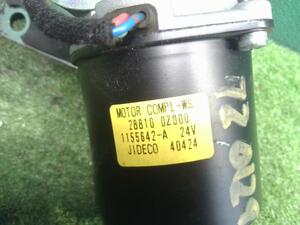 MOTOR COMPL-WS
28810 0Z000
1155642-A 24V
JIDECO 40424